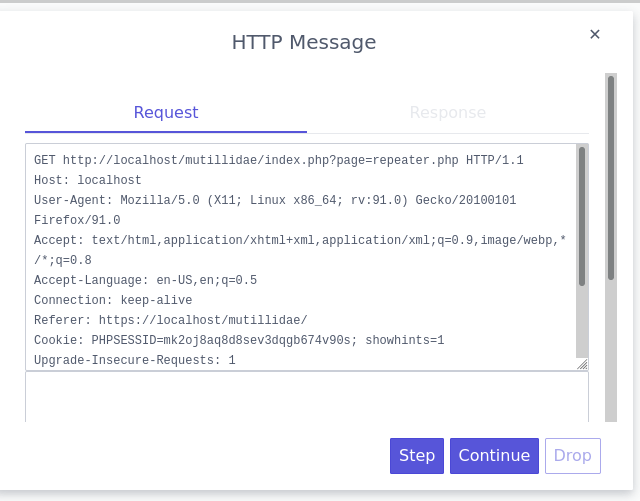 HTTP Message
×
Request
Response
GET http://localhost/mutillidae/index.php?page=repeater.php HTTP/1.1
Host: localhost
User-Agent: Mozilla/5.0 (X11; Linux x86_64; rv:91.0) Gecko/20100101
Firefox/91.0
Accept: text/html,application/xhtml+xml,application/xml;q=0.9,image/webp,*
/*;q=0.8
Accept-Language: en-US,en;q=0.5
Connection: keep-alive
Referer: https://localhost/mutillidae/
Cookie: PHPSESSID=mk2oj8aq8d8sev3dqgb674v90s; showhints=1
Upgrade-Insecure-Requests: 1
Step
Continue
Drop